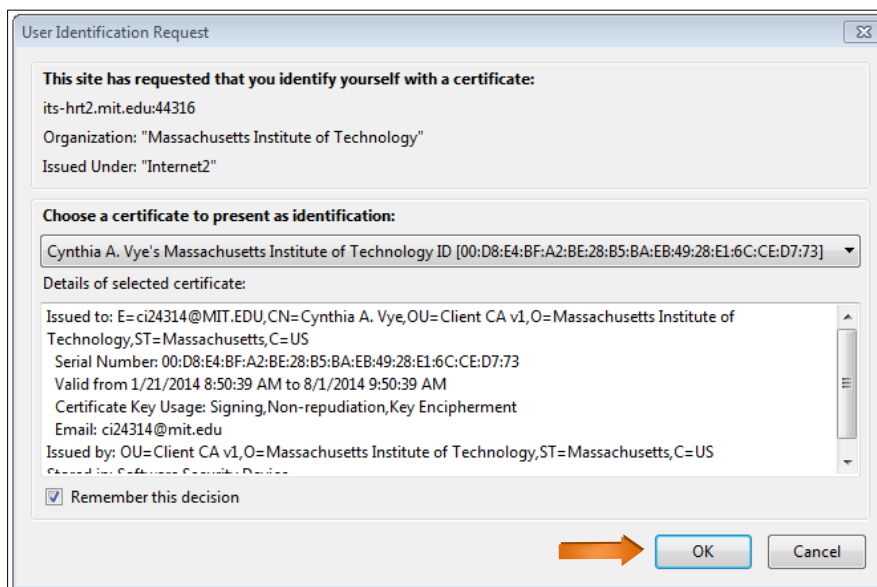 User Identification Request
This site has requested that you identify yourself with a certificate:
its-hrt2.mit.edu:44316
Organization: "Massachusetts Institute of Technology"
Issued Under: "Internet2"
Choose a certificate to present as identification:
Cynthia A. Vye's Massachusetts Institute of Technology ID [00:D8:E4:BF:A2:BE:28:B5:BA:EB:49:28:E1:6C:CE:D7:73]
Details of selected certificate:
Issued to: E=ci24314@MIT.EDU,CN=Cynthia A. Vye,OU=Client CA v1,O=Massachusetts Institute of
Technology,ST=Massachusetts,C=US
Serial Number: 00:D8:E4:BF:A2:BE:28:B5:BA:EB:49:28:E1:6C:CE:D7:73
Valid from 1/21/2014 8:50:39 AM to 8/1/2014 9:50:39 AM
Certificate Key Usage: Signing,Non-repudiation,Key Encipherment
Email: ci24314@mit.edu
Issued by: OU=Client CA v1,O=Massachusetts Institute of Technology,ST=Massachusetts,C=US
Stored in: Software Security Device
Remember this decision
OK
Cancel